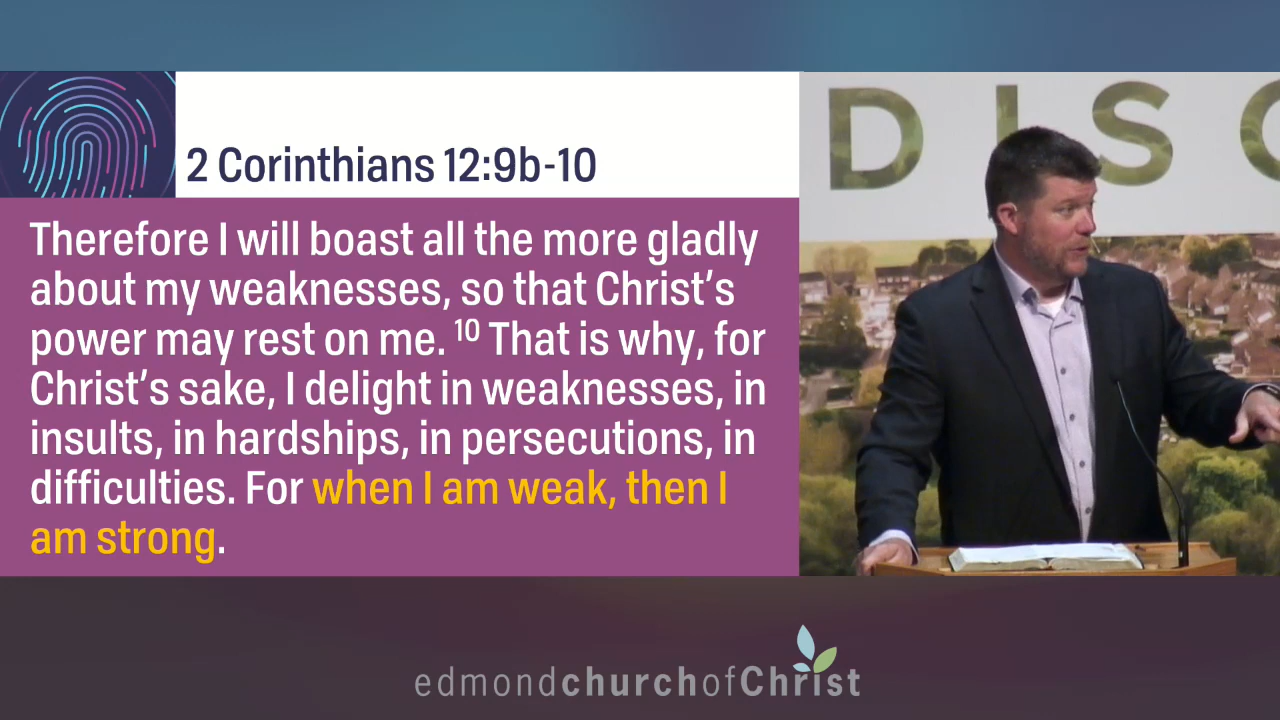 2 Corinthians 12:9b-10
Therefore I will boast all the more gladly
about my weaknesses, so that Christ’s
power may rest on me. ¹⁰ That is why, for
Christ’s sake, I delight in weaknesses, in
insults, in hardships, in persecutions, in
difficulties. For when I am weak, then I
am strong.
DISC
edmondchurchofChrist